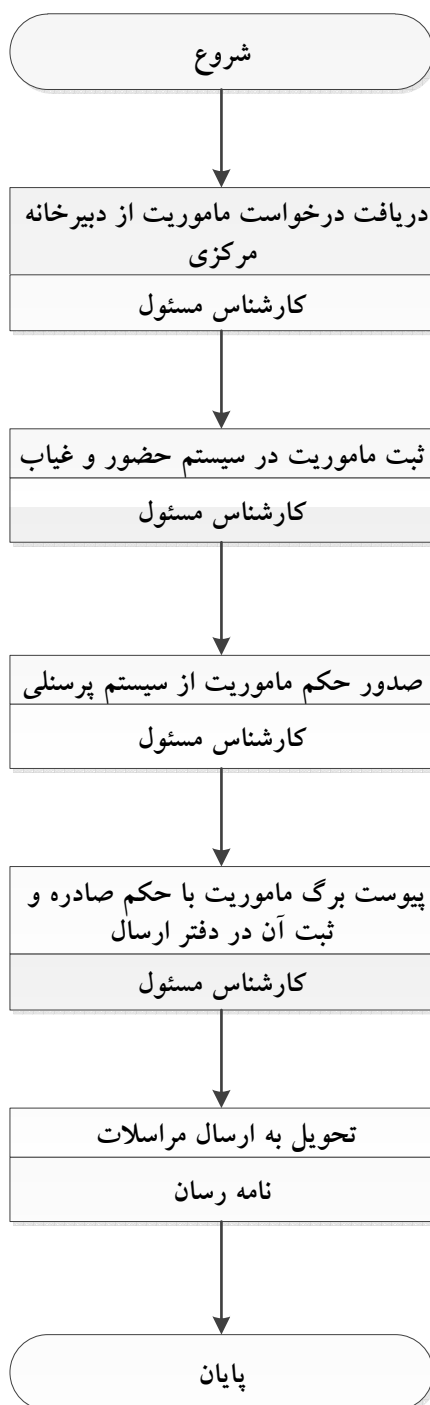 شروع
دریافت درخواست ماموریت از دبیرخانه
مرکزی
کارشناس مسئول
ثبت ماموریت در سیستم حضور و غیاب
کارشناس مسئول
صدور حکم ماموریت از سیستم پرسنلی
کارشناس مسئول
پیوست برگ ماموریت با حکم صادره و
ثبت آن در دفتر ارسال
کارشناس مسئول
تحویل به ارسال مراسلات
نامه رسان
پایان